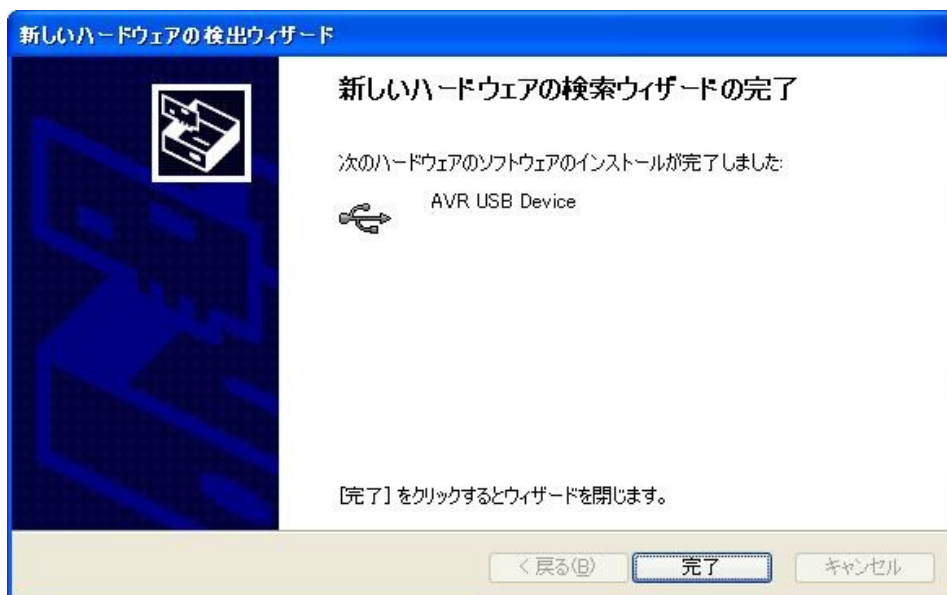 新しいハードウェアの検出ウィザード
新しいハードウェアの検索ウィザードの完了
次のハードウェアのソフトウェアのインストールが完了しました:
AVR USB Device
[完了] をクリックするとウィザードを閉じます。
< 戻る(B) 完了 キャンセル